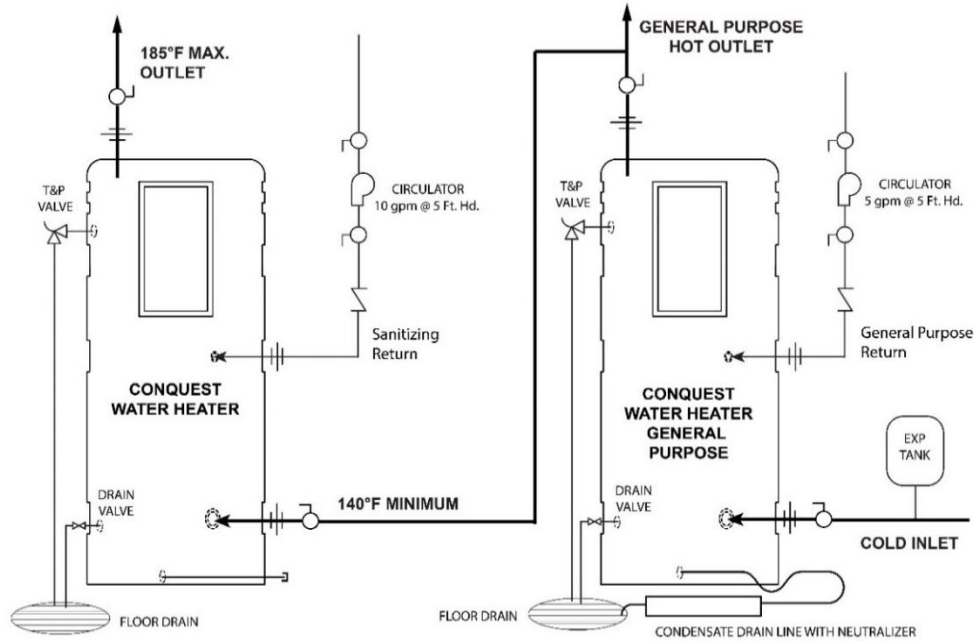 185°F MAX.
OUTLET
GENERAL PURPOSE
HOT OUTLET
T&P
VALVE
CIRCULATOR
10 gpm @ 5 Ft. Hd.
T&P
VALVE
CIRCULATOR
5 gpm @ 5 Ft. Hd.
Sanitizing
Return
General Purpose
Return
CONQUEST
WATER HEATER
CONQUEST
WATER HEATER
GENERAL
PURPOSE
EXP
TANK
DRAIN
VALVE
140°F MINIMUM
DRAIN
VALVE
COLD INLET
FLOOR DRAIN
FLOOR DRAIN
CONDENSATE DRAIN LINE WITH NEUTRALIZER